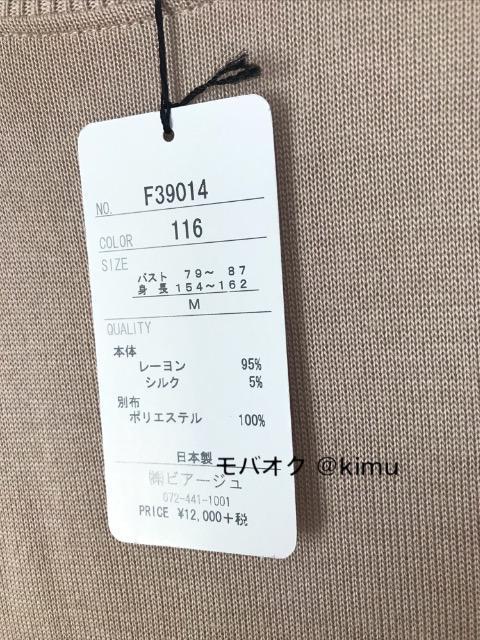 NO. F39014
COLOR 116
SIZE
バスト 79～ 87
身 長 154～162
M
QUALITY
本体
レーヨン 95%
シルク 5%
別布
ポリエステル 100%
日本製
モバオク @kimu
㈱ビアージュ
072-441-1001
PRICE ¥12,000+税